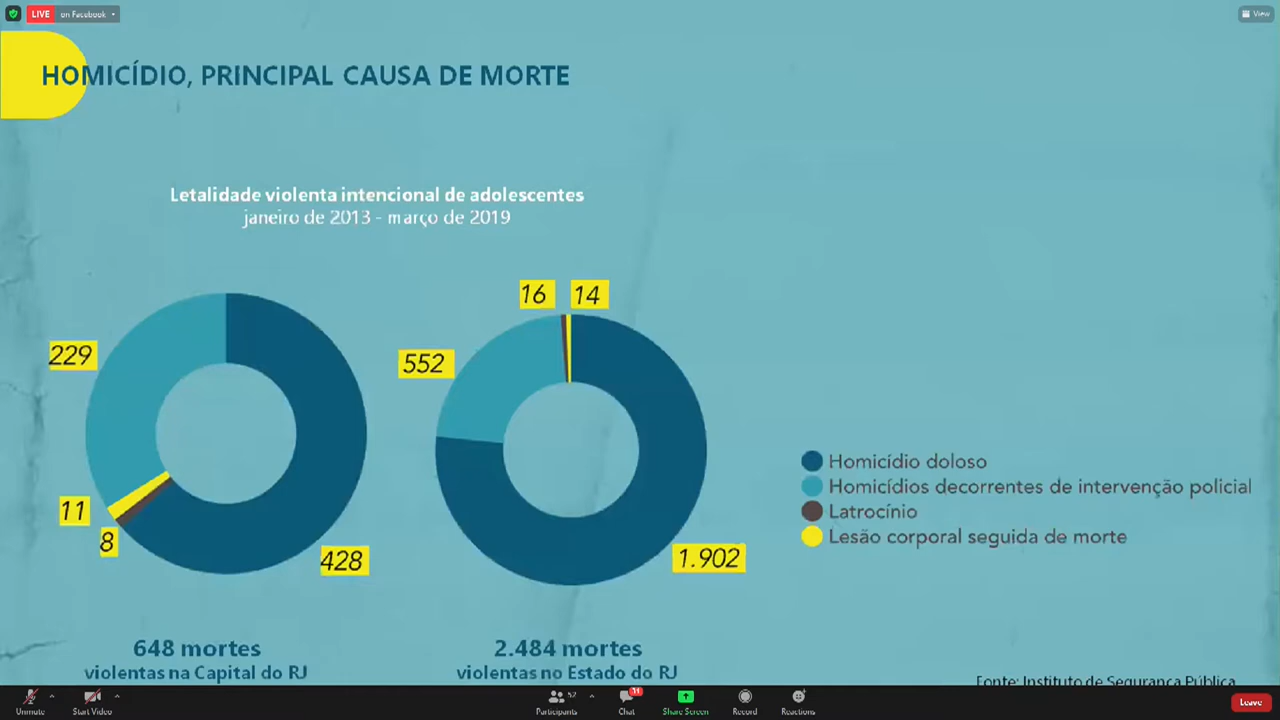 LIVE on Facebook
View
HOMICÍDIO, PRINCIPAL CAUSA DE MORTE
Letalidade violenta intencional de adolescentes
janeiro de 2013 - março de 2019
16 14
229
552
11
8
428
1.902
Homicídio doloso
Homicídios decorrentes de intervenção policial
Latrocínio
Lesão corporal seguida de morte
648 mortes
violentas na Capital do RJ
2.484 mortes
violentas no Estado do RJ
Fonte: Instituto de Segurança Pública
Unmute
Start Video
52
Participants
31
Chat
Share Screen
Record
Reactions
Leave